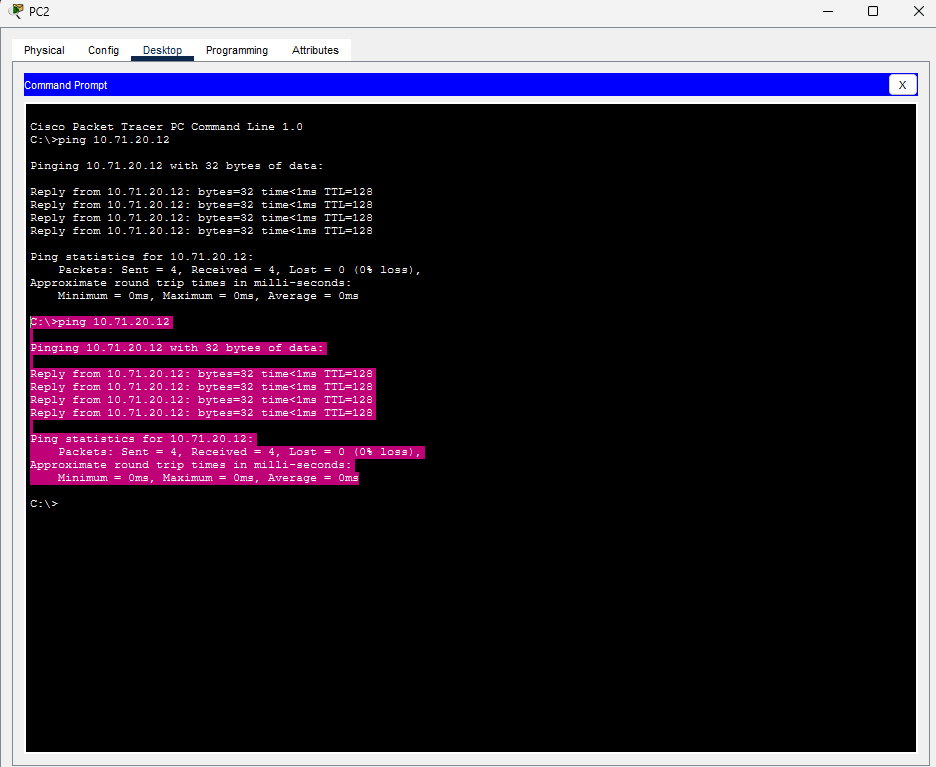 PC2
Physical Config Desktop Programming Attributes
Command Prompt
X
Cisco Packet Tracer PC Command Line 1.0
C:\>ping 10.71.20.12
Pinging 10.71.20.12 with 32 bytes of data:
Reply from 10.71.20.12: bytes=32 time<1ms TTL=128
Reply from 10.71.20.12: bytes=32 time<1ms TTL=128
Reply from 10.71.20.12: bytes=32 time<1ms TTL=128
Reply from 10.71.20.12: bytes=32 time<1ms TTL=128
Ping statistics for 10.71.20.12:
    Packets: Sent = 4, Received = 4, Lost = 0 (0% loss),
Approximate round trip times in milli-seconds:
    Minimum = 0ms, Maximum = 0ms, Average = 0ms
C:\>ping 10.71.20.12
Pinging 10.71.20.12 with 32 bytes of data:
Reply from 10.71.20.12: bytes=32 time<1ms TTL=128
Reply from 10.71.20.12: bytes=32 time<1ms TTL=128
Reply from 10.71.20.12: bytes=32 time<1ms TTL=128
Reply from 10.71.20.12: bytes=32 time<1ms TTL=128
Ping statistics for 10.71.20.12:
    Packets: Sent = 4, Received = 4, Lost = 0 (0% loss),
Approximate round trip times in milli-seconds:
    Minimum = 0ms, Maximum = 0ms, Average = 0ms
C:\>